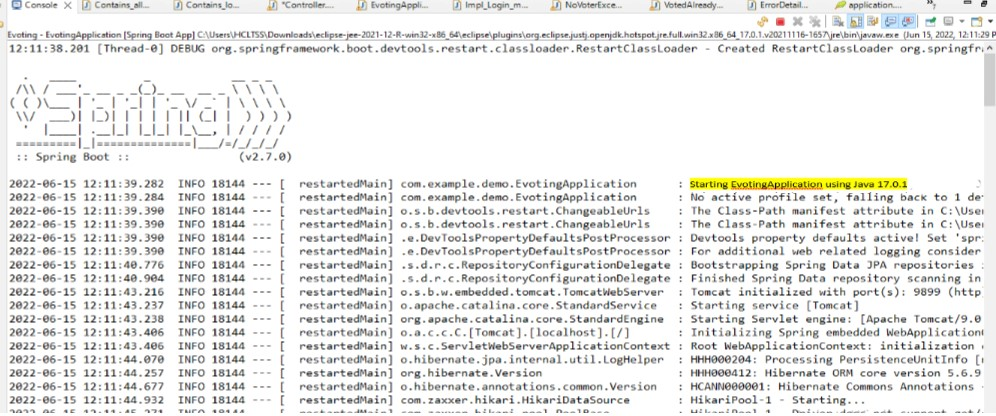 Console
Contains_all...
Contains_lo...
*Controller....
EvotingAppli...
Impl_Login_m...
NoVoterExce...
VotedAlready...
ErrorDetail...
application....
Evoting - EvotingApplication [Spring Boot App] C:\Users\HCLTSS\Downloads\eclipse-jee-2021-12-R-win32-x86_64\eclipse\plugins\org.eclipse.justj.openjdk.hotspot.jre.full.win32.x86_64_17.0.1.v20211116-1657\jre\bin\javaw.exe (Jun 15, 2022, 12:11:29 P
12:11:38.201 [Thread-0] DEBUG org.springframework.boot.devtools.restart.classloader.RestartClassLoader - Created RestartClassLoader org.springfr
Spring
:: Spring Boot :: (v2.7.0)
2022-06-15 12:11:39.282 INFO 18144 --- [ restartedMain] com.example.demo.EvotingApplication : Starting EvotingApplication using Java 17.0.1
2022-06-15 12:11:39.284 INFO 18144 --- [ restartedMain] com.example.demo.EvotingApplication : No active profile set, falling back to 1 de
2022-06-15 12:11:39.390 INFO 18144 --- [ restartedMain] o.s.b.devtools.restart.ChangeableUrls : The Class-Path manifest attribute in C:\User
2022-06-15 12:11:39.390 INFO 18144 --- [ restartedMain] o.s.b.devtools.restart.ChangeableUrls : The Class-Path manifest attribute in C:\User
2022-06-15 12:11:39.390 INFO 18144 --- [ restartedMain] .e.DevToolsPropertyDefaultsPostProcessor : Devtools property defaults active! Set 'spr
2022-06-15 12:11:39.390 INFO 18144 --- [ restartedMain] .e.DevToolsPropertyDefaultsPostProcessor : For additional web related logging consider
2022-06-15 12:11:40.776 INFO 18144 --- [ restartedMain] .s.d.r.c.RepositoryConfigurationDelegate : Bootstrapping Spring Data JPA repositories
2022-06-15 12:11:40.904 INFO 18144 --- [ restartedMain] .s.d.r.c.RepositoryConfigurationDelegate : Finished Spring Data repository scanning in
2022-06-15 12:11:43.216 INFO 18144 --- [ restartedMain] o.s.b.w.embedded.tomcat.TomcatWebServer : Tomcat initialized with port(s): 9899 (http
2022-06-15 12:11:43.237 INFO 18144 --- [ restartedMain] o.apache.catalina.core.StandardService : Starting service [Tomcat]
2022-06-15 12:11:43.238 INFO 18144 --- [ restartedMain] org.apache.catalina.core.StandardEngine : Starting Servlet engine: [Apache Tomcat/9.0
2022-06-15 12:11:43.406 INFO 18144 --- [ restartedMain] o.a.c.c.C.[Tomcat].[localhost].[/] : Initializing Spring embedded WebApplication
2022-06-15 12:11:43.406 INFO 18144 --- [ restartedMain] w.s.c.ServletWebServerApplicationContext : Root WebApplicationContext: initialization
2022-06-15 12:11:44.070 INFO 18144 --- [ restartedMain] o.hibernate.jpa.internal.util.LogHelper : HHH000204: Processing PersistenceUnitInfo [
2022-06-15 12:11:44.257 INFO 18144 --- [ restartedMain] org.hibernate.Version : HHH000412: Hibernate ORM core version 5.6.9
2022-06-15 12:11:44.677 INFO 18144 --- [ restartedMain] o.hibernate.annotations.common.Version : HCANN000001: Hibernate Commons Annotations
2022-06-15 12:11:44.932 INFO 18144 --- [ restartedMain] com.zaxxer.hikari.HikariDataSource : HikariPool-1 - Starting...